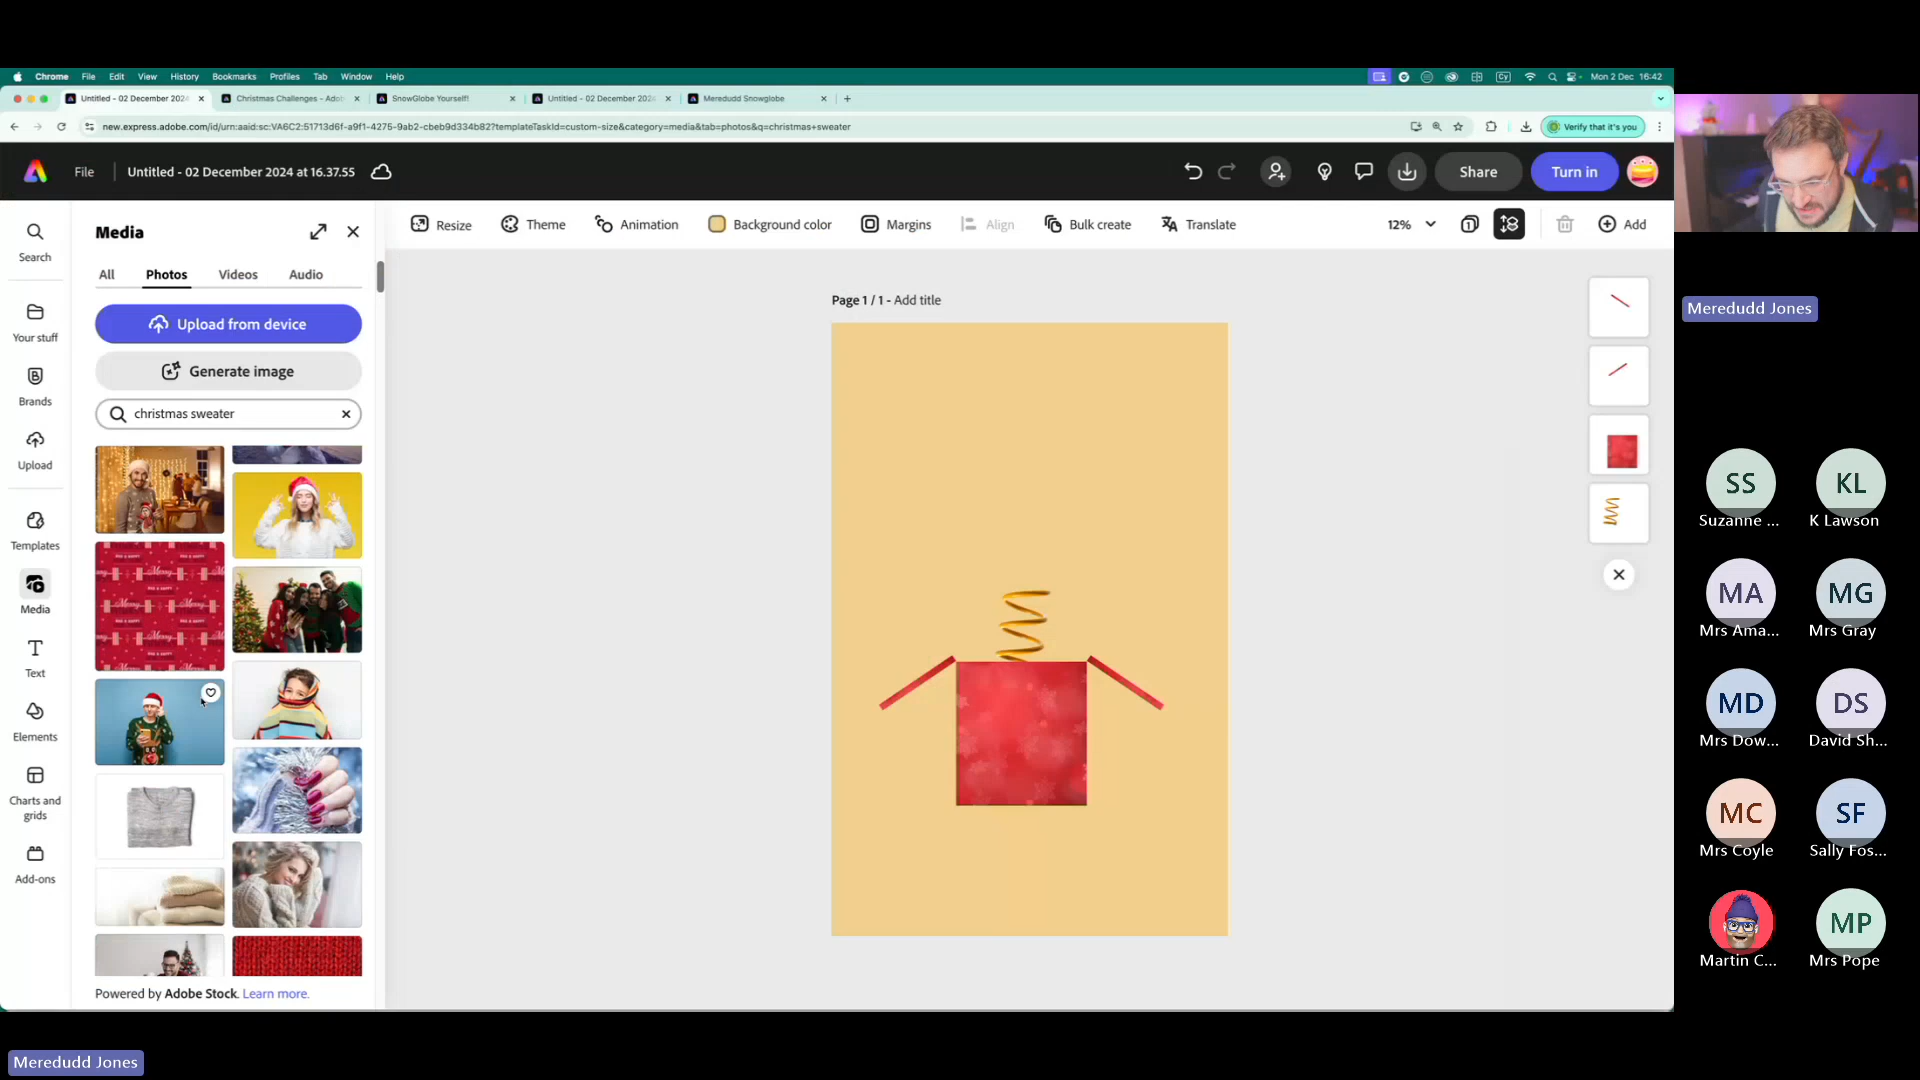 Chrome File Edit View History Bookmarks Profiles Tab Window Help
Cy Mon 2 Dec 16:42
Untitled - 02 December 2024
Christmas Challenges - Adob
SnowGlobe Yourself!
Untitled - 02 December 202
Meredudd Snowglobe
new.express.adobe.com/id/urn:aaid:sc:VA6C2:51713d6f-a9f1-4275-9ab2-cbeb9d334b82?templateTaskId=custom-size&category=media&tab=photos&q=christmas+sweater
Verify that it's you
File
Untitled - 02 December 2024 at 16.37.55
Share
Turn in
Search
Your stuff
Brands
Upload
Templates
Media
Text
Elements
Charts and
grids
Add-ons
Media
All Photos Videos Audio
Upload from device
Generate image
christmas sweater
Merry
Powered by Adobe Stock. Learn more.
Resize Theme Animation Background color Margins Align Bulk create Translate
12%
1
Add
Page 1 / 1 - Add title
Meredudd Jones
SS
Suzanne ...
KL
K Lawson
MA
Mrs Ama...
MG
Mrs Gray
MD
Mrs Dow...
DS
David Sh...
MC
Mrs Coyle
SF
Sally Fos...
Martin C...
MP
Mrs Pope
Meredudd Jones